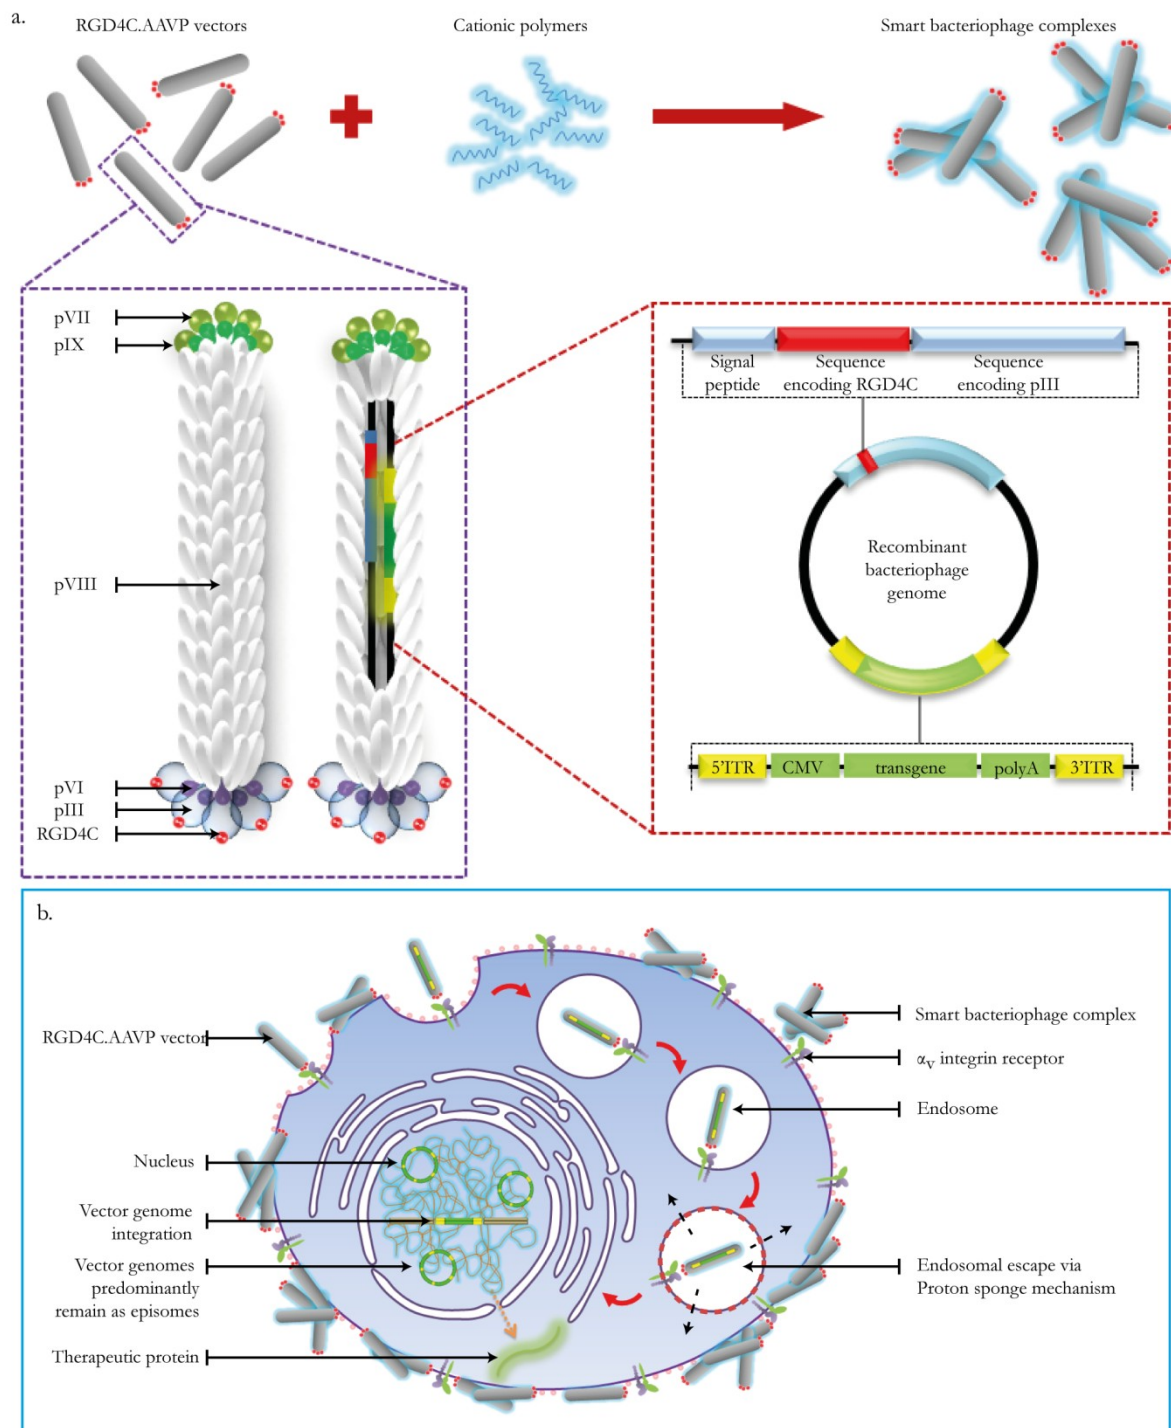 a.
RGD4C.AAVP vectors
Cationic polymers
Smart bacteriophage complexes
pVII
pIX
pVIII
pVI
pIII
RGD4C
Signal
peptide
Sequence
encoding RGD4C
Sequence
encoding pIII
Recombinant
bacteriophage
genome
5'ITR
CMV
transgene
polyA
3'ITR
b.
RGD4C.AAVP vector
Nucleus
Vector genome
integration
Vector genomes
predominantly
remain as episomes
Therapeutic protein
Smart bacteriophage complex
αv integrin receptor
Endosome
Endosomal escape via
Proton sponge mechanism